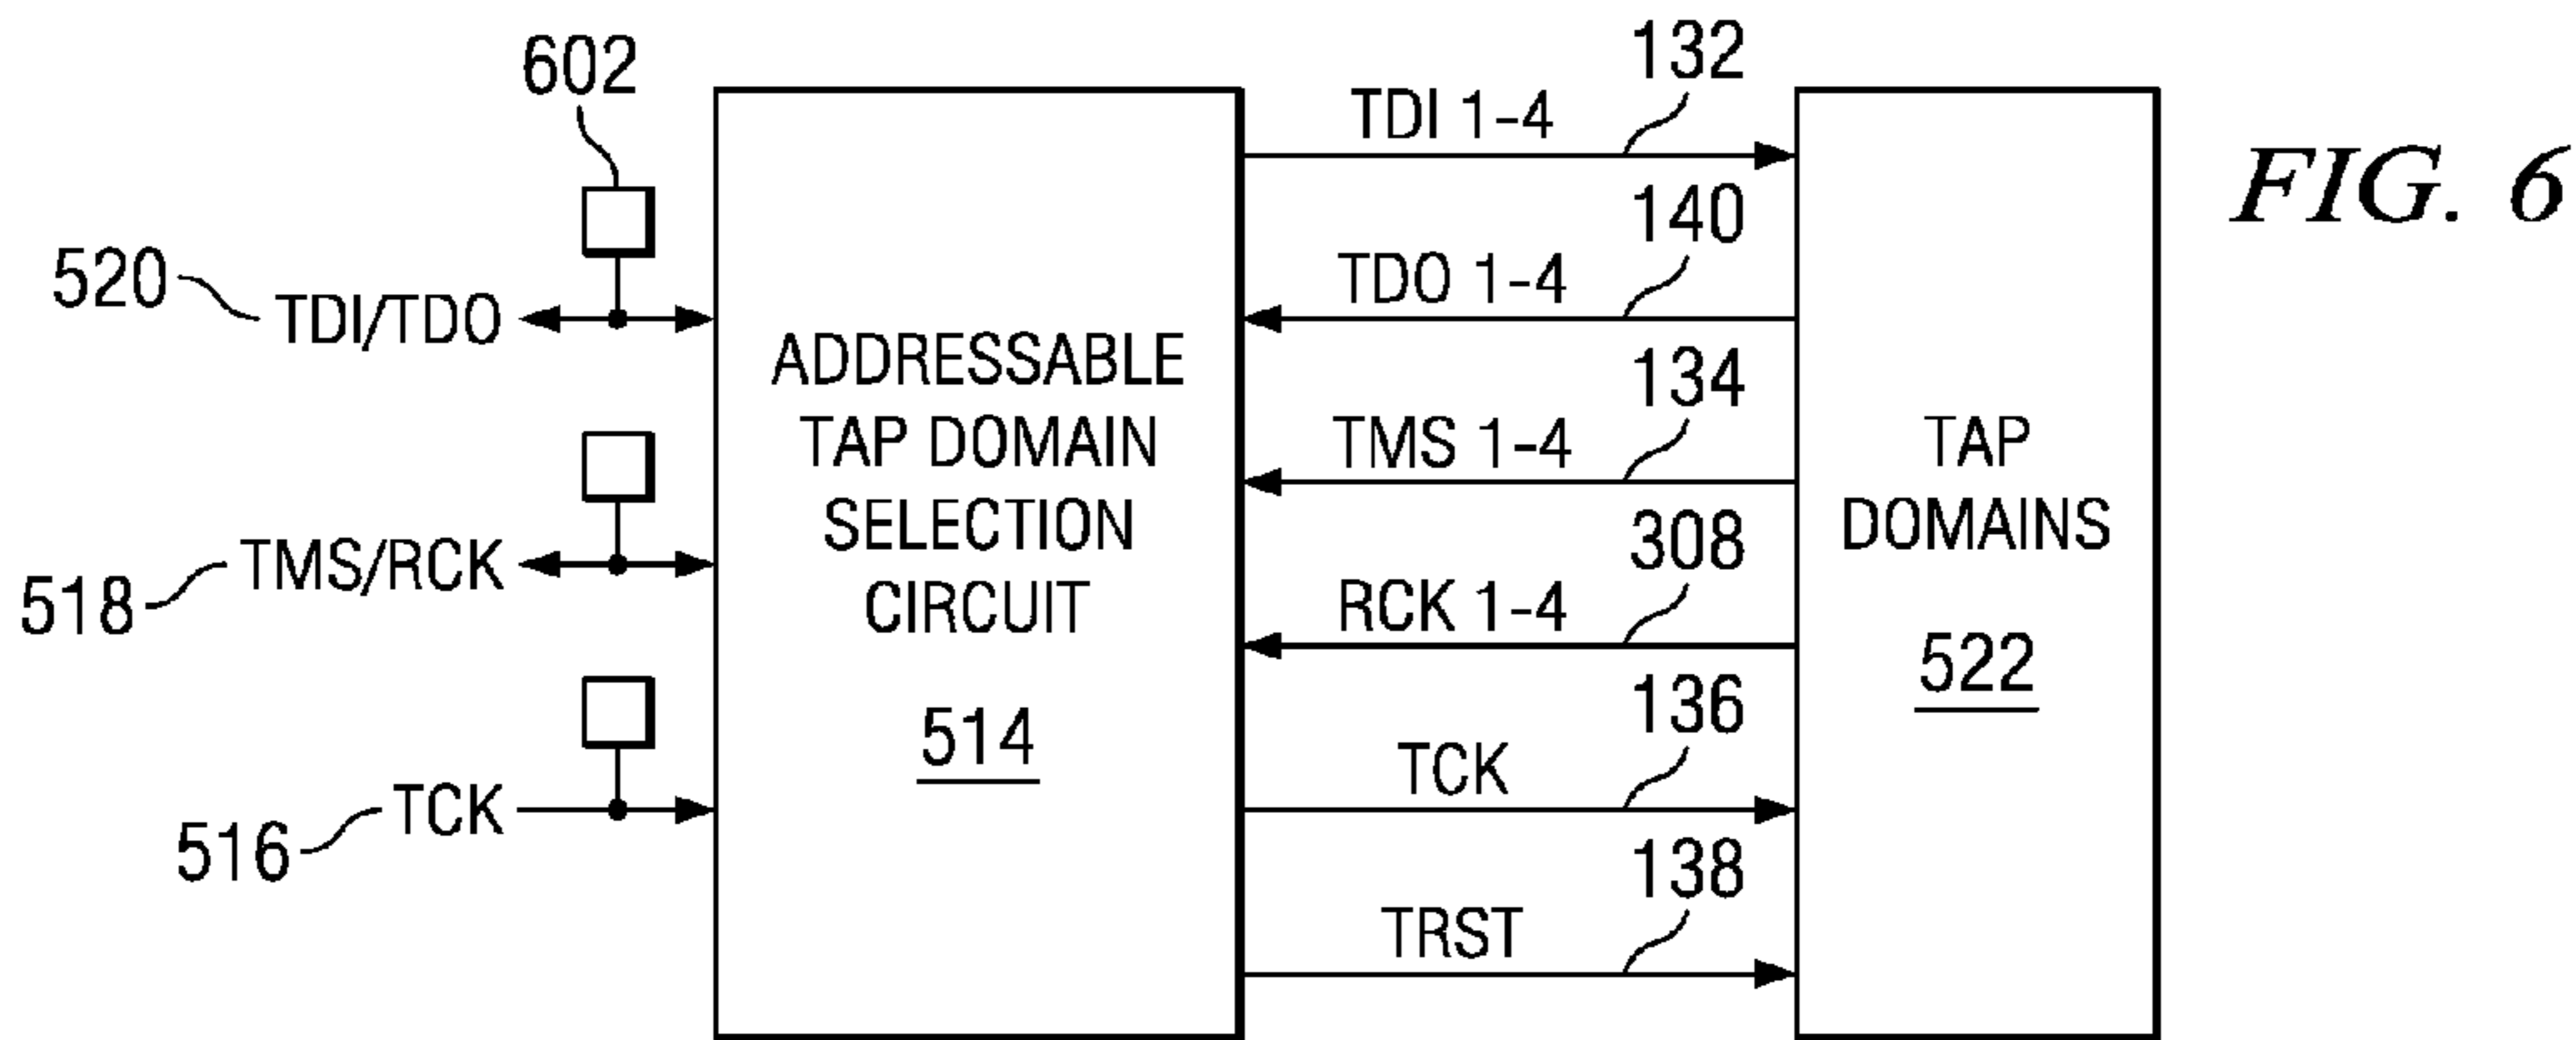 602
520
TDI/TDO
518
TMS/RCK
516
TCK
ADDRESSABLE
TAP DOMAIN
SELECTION
CIRCUIT
514
132
TDI 1-4
140
TDO 1-4
134
TMS 1-4
308
RCK 1-4
136
TCK
138
TRST
TAP
DOMAINS
522
FIG. 6